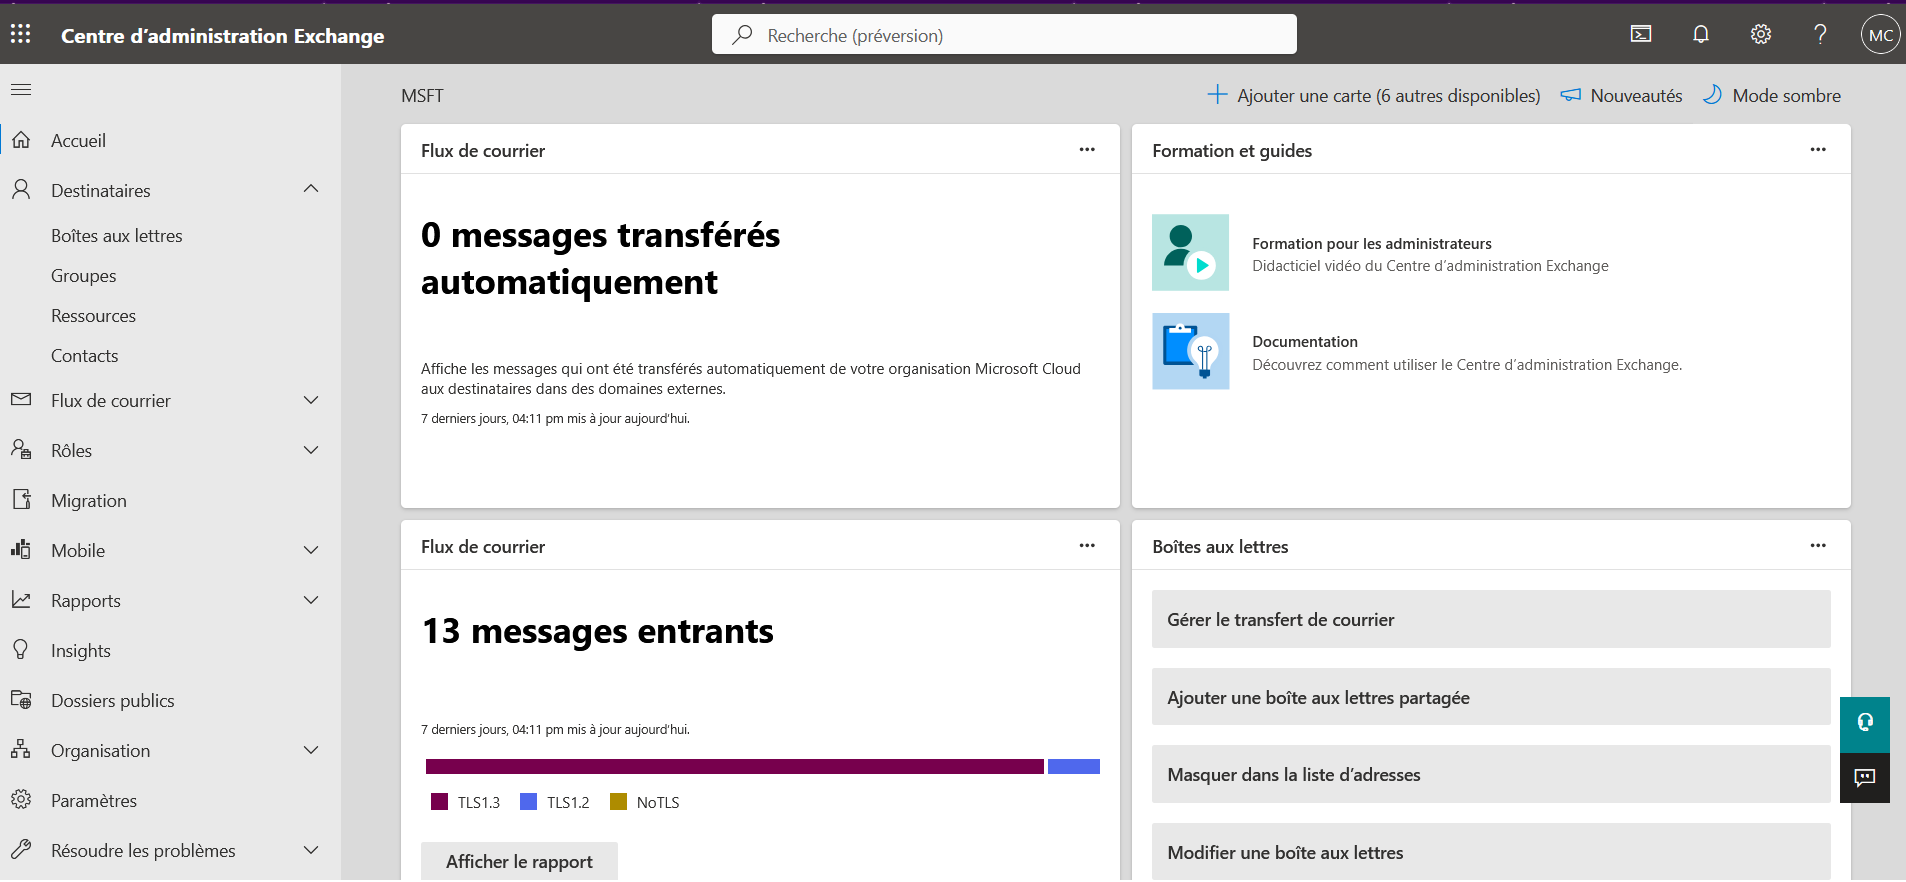 Centre d’administration Exchange
Recherche (préversion)
MC
Accueil
Destinataires
Boîtes aux lettres
Groupes
Ressources
Contacts
Flux de courrier
Rôles
Migration
Mobile
Rapports
Insights
Dossiers publics
Organisation
Paramètres
Résoudre les problèmes
MSFT
Ajouter une carte (6 autres disponibles)
Nouveautés
Mode sombre
Flux de courrier
0 messages transférés
automatiquement
Affiche les messages qui ont été transférés automatiquement de votre organisation Microsoft Cloud
aux destinataires dans des domaines externes.
7 derniers jours, 04:11 pm mis à jour aujourd’hui.
Formation et guides
Formation pour les administrateurs
Didacticiel vidéo du Centre d’administration Exchange
Documentation
Découvrez comment utiliser le Centre d’administration Exchange.
Flux de courrier
13 messages entrants
7 derniers jours, 04:11 pm mis à jour aujourd’hui.
TLS1.3
TLS1.2
NoTLS
Afficher le rapport
Boîtes aux lettres
Gérer le transfert de courrier
Ajouter une boîte aux lettres partagée
Masquer dans la liste d’adresses
Modifier une boîte aux lettres